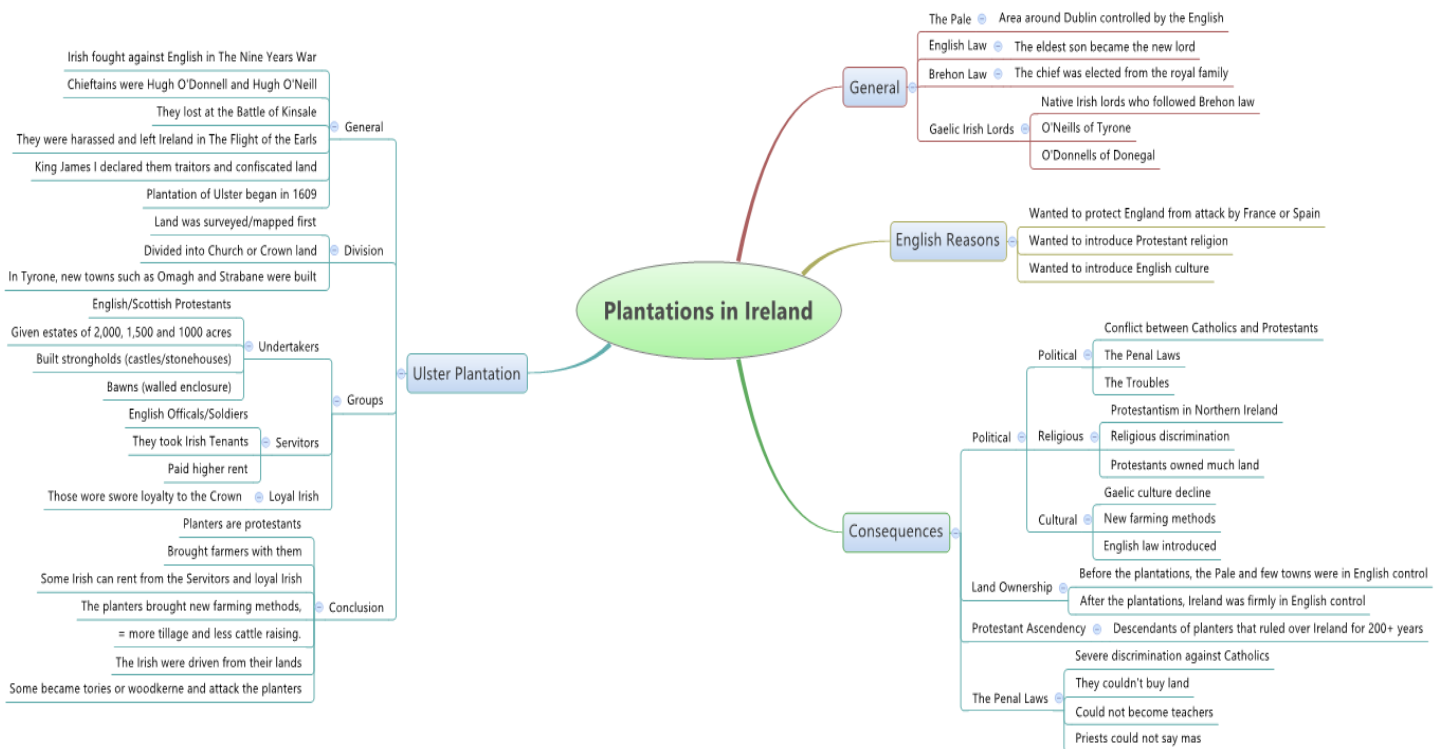 Plantations in Ireland
General
The Pale
Area around Dublin controlled by the English
English Law
The eldest son became the new lord
Brehon Law
The chief was elected from the royal family
Gaelic Irish Lords
Native Irish lords who followed Brehon law
O'Neills of Tyrone
O'Donnells of Donegal
English Reasons
Wanted to protect England from attack by France or Spain
Wanted to introduce Protestant religion
Wanted to introduce English culture
Consequences
Political
Political
Conflict between Catholics and Protestants
The Penal Laws
The Troubles
Religious
Protestantism in Northern Ireland
Religious discrimination
Protestants owned much land
Cultural
Gaelic culture decline
New farming methods
English law introduced
Land Ownership
Before the plantations, the Pale and few towns were in English control
After the plantations, Ireland was firmly in English control
Protestant Ascendency
Descendants of planters that ruled over Ireland for 200+ years
The Penal Laws
Severe discrimination against Catholics
They couldn't buy land
Could not become teachers
Priests could not say mas
Ulster Plantation
General
Irish fought against English in The Nine Years War
Chieftains were Hugh O'Donnell and Hugh O'Neill
They lost at the Battle of Kinsale
They were harassed and left Ireland in The Flight of the Earls
King James I declared them traitors and confiscated land
Plantation of Ulster began in 1609
Division
Land was surveyed/mapped first
Divided into Church or Crown land
In Tyrone, new towns such as Omagh and Strabane were built
Groups
Undertakers
English/Scottish Protestants
Given estates of 2,000, 1,500 and 1000 acres
Built strongholds (castles/stonehouses)
Bawns (walled enclosure)
Servitors
English Officals/Soldiers
They took Irish Tenants
Paid higher rent
Loyal Irish
Those wore swore loyalty to the Crown
Conclusion
Planters are protestants
Brought farmers with them
Some Irish can rent from the Servitors and loyal Irish
The planters brought new farming methods,
= more tillage and less cattle raising.
The Irish were driven from their lands
Some became tories or woodkerne and attack the planters